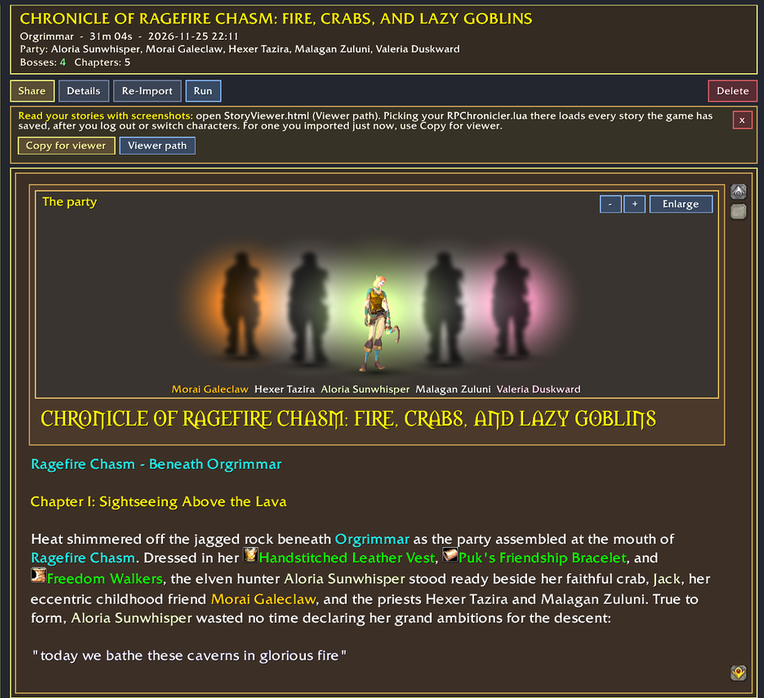 CHRONICLE OF RAGEFIRE CHASM: FIRE, CRABS, AND LAZY GOBLINS
Orgrimmar - 31m 04s - 2026-11-25 22:11
Party: Aloria Sunwhisper, Morai Galeclaw, Hexer Tazira, Malagan Zuluni, Valeria Duskward
Bosses: 4 Chapters: 5
Share Details Re-Import Run Delete
Read your stories with screenshots: open StoryViewer.html (Viewer path). Picking your RPChronicler.lua there loads every story the game has
saved, after you log out or switch characters. For one you imported just now, use Copy for viewer.
x
Copy for viewer Viewer path
The party
- + Enlarge
Morai Galeclaw Hexer Tazira Aloria Sunwhisper Malagan Zuluni Valeria Duskward
CHRONICLE OF RAGEFIRE CHASM: FIRE, CRABS, AND LAZY GOBLINS
Ragefire Chasm - Beneath Orgrimmar
Chapter I: Sightseeing Above the Lava
Heat shimmered off the jagged rock beneath Orgrimmar as the party assembled at the mouth of
Ragefire Chasm. Dressed in her Handstitched Leather Vest, Puk's Friendship Bracelet, and
Freedom Walkers, the elven hunter Aloria Sunwhisper stood ready beside her faithful crab, Jack, her
eccentric childhood friend Morai Galeclaw, and the priests Hexer Tazira and Malagan Zuluni. True to
form, Aloria Sunwhisper wasted no time declaring her grand ambitions for the descent:
"today we bathe these caverns in glorious fire"